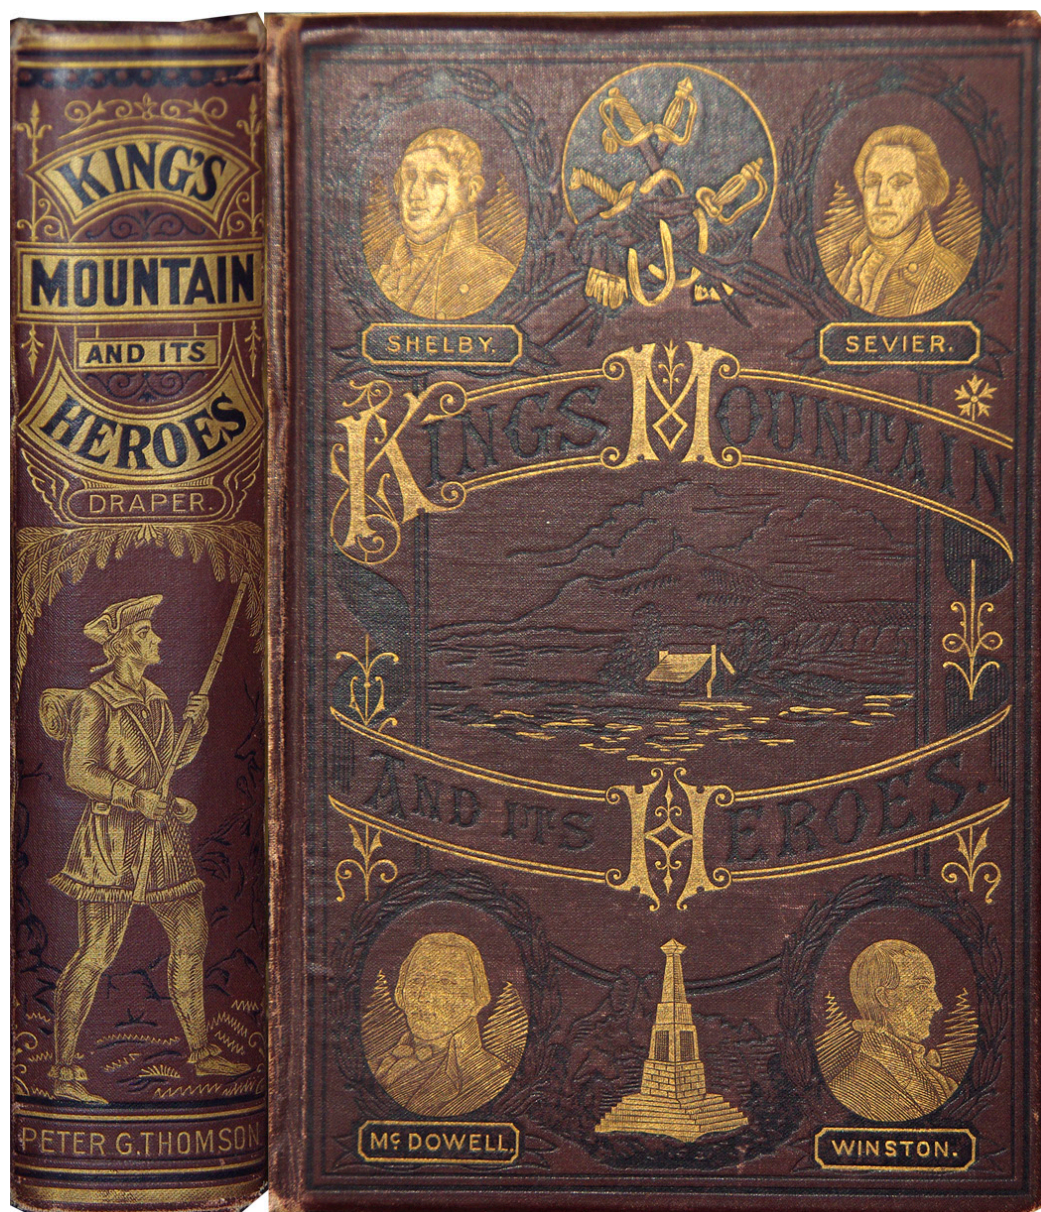 KING'S
MOUNTAIN
AND ITS
HEROES
DRAPER.
PETER G. THOMSON
SHELBY.
SEVIER.
KINGS MOUNTAIN
AND ITS HEROES.
McDOWELL.
WINSTON.